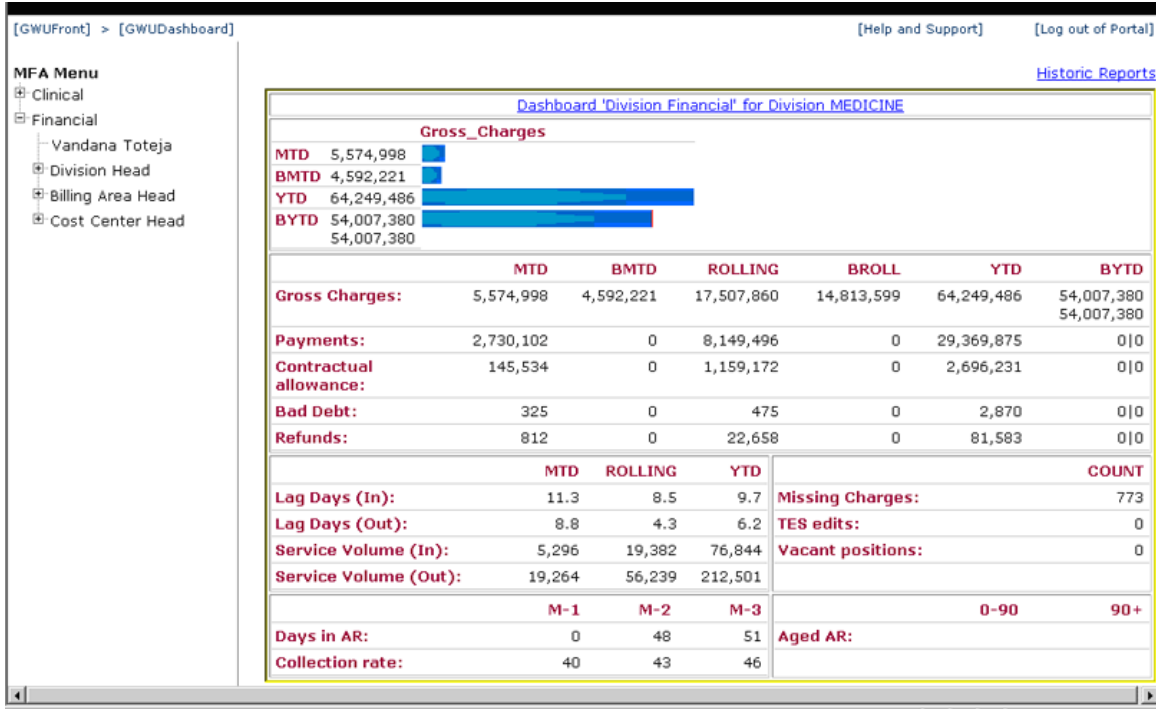 [GWUFront] > [GWUDashboard] [Help and Support] [Log out of Portal]
MFA Menu
Clinical
Financial
Vandana Toteja
Division Head
Billing Area Head
Cost Center Head
Historic Reports
Dashboard 'Division Financial' for Division MEDICINE
Gross_Charges
MTD 5,574,998
BMTD 4,592,221
YTD 64,249,486
BYTD 54,007,380
54,007,380
MTD BMTD ROLLING BROLL YTD BYTD
Gross Charges: 5,574,998 4,592,221 17,507,860 14,813,599 64,249,486 54,007,380
54,007,380
Payments: 2,730,102 0 8,149,496 0 29,369,875 0|0
Contractual 145,534 0 1,159,172 0 2,696,231 0|0
allowance:
Bad Debt: 325 0 475 0 2,870 0|0
Refunds: 812 0 22,658 0 81,583 0|0
MTD ROLLING YTD
Lag Days (In): 11.3 8.5 9.7
Lag Days (Out): 8.8 4.3 6.2
Service Volume (In): 5,296 19,382 76,844
Service Volume (Out): 19,264 56,239 212,501
COUNT
Missing Charges: 773
TES edits: 0
Vacant positions: 0
M-1 M-2 M-3
Days in AR: 0 48 51
Collection rate: 40 43 46
0-90 90+
Aged AR: